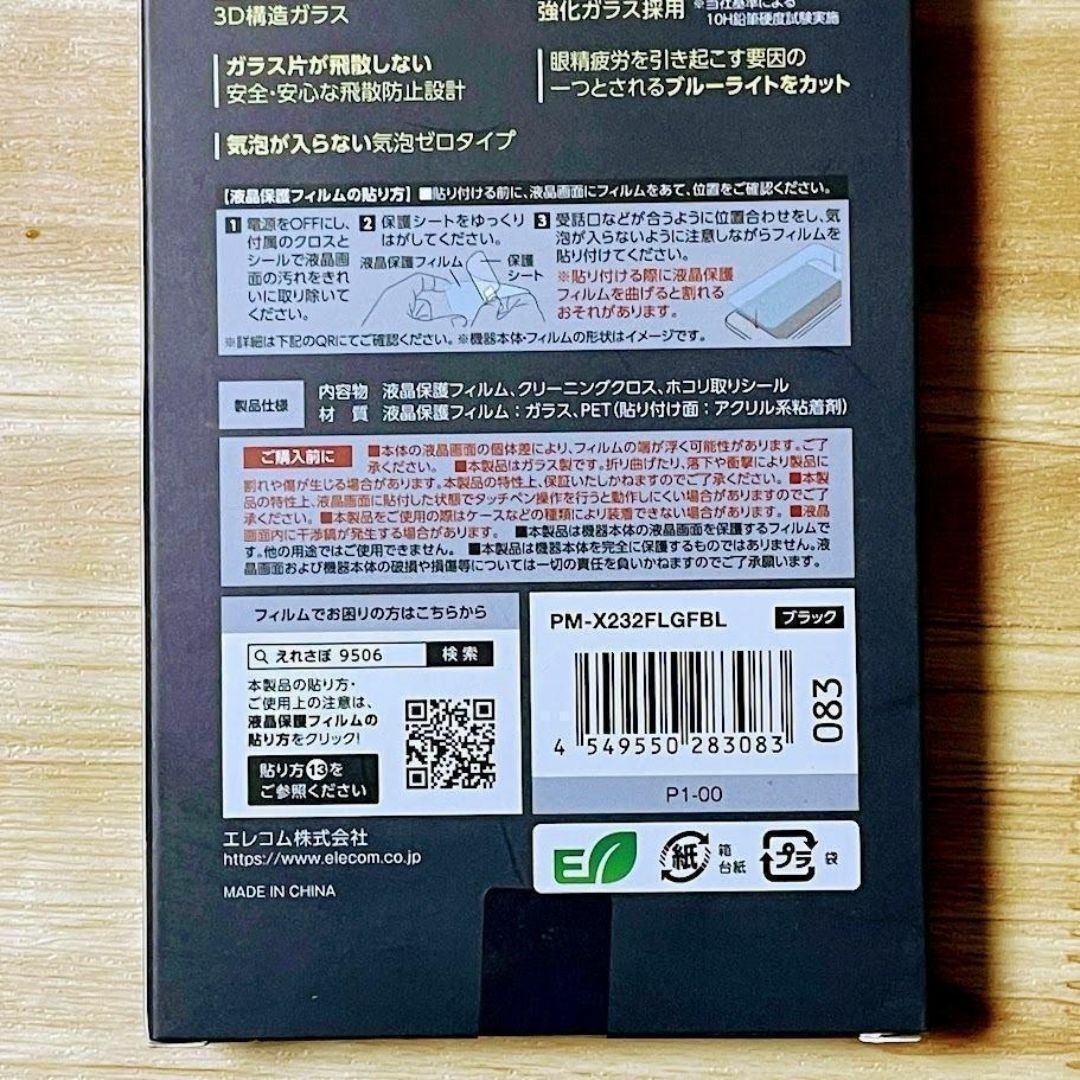 3D構造ガラス
強化ガラス採用 ※当社基準による
10H鉛筆硬度試験実施
ガラス片が飛散しない
安全・安心な飛散防止設計
眼精疲労を引き起こす要因の
一つとされるブルーライトをカット
気泡が入らない気泡ゼロタイプ
【液晶保護フィルムの貼り方】 ■貼り付ける前に、液晶画面にフィルムをあて、位置をご確認ください。
1 電源をOFFにし、
付属のクロスと
シールで液晶画
面の汚れをきれ
いに取り除いて
ください。
2 保護シートをゆっくり
はがしてください。
液晶保護フィルム
保護
シート
3 受話口などが合うように位置合わせをし、気
泡が入らないように注意しながらフィルムを
貼り付けてください。
※貼り付ける際に液晶保護
フィルムを曲げると割れる
おそれがあります。
※詳細は下記のQRにてご確認ください。※機器本体・フィルムの形状はイメージです。
製品仕様
内容物 液晶保護フィルム、クリーニングクロス、ホコリ取りシール
材 質 液晶保護フィルム：ガラス、PET（貼り付け面：アクリル系粘着剤）
ご購入前に
■本体の液晶画面の個体差により、フィルムの端が浮く可能性があります。ご了
承ください。 ■本製品はガラス製です。折り曲げたり、落下や衝撃により製品に
割れや傷が生じる場合があります。本製品の特性上、保証いたしかねますのでご了承ください。 ■本製
品の特性上、液晶画面に貼付した状態でタッチペン操作を行うと動作しにくい場合がありますのでご了
承ください。 ■本製品をご使用の際はケースなどの種類により装着できない場合があります。 ■液晶
画面内に干渉縞が発生する場合があります。 ■本製品は機器本体の液晶画面を保護するフィルムで
す。他の用途ではご使用できません。 ■本製品は機器本体を完全に保護するものではありません。液
晶画面および機器本体の破損や損傷等については一切の責任を負いかねますのでご了承願います。
フィルムでお困りの方はこちらから
えれさぽ 9506 検索
本製品の貼り方・
ご使用上の注意は、
液晶保護フィルムの
貼り方をクリック!
貼り方⑬を
ご参照ください
PM-X232FLGFBL ブラック
4 549550 283083
083
P1-00
エレコム株式会社
https://www.elecom.co.jp
MADE IN CHINA
紙 箱
台紙
プラ 袋